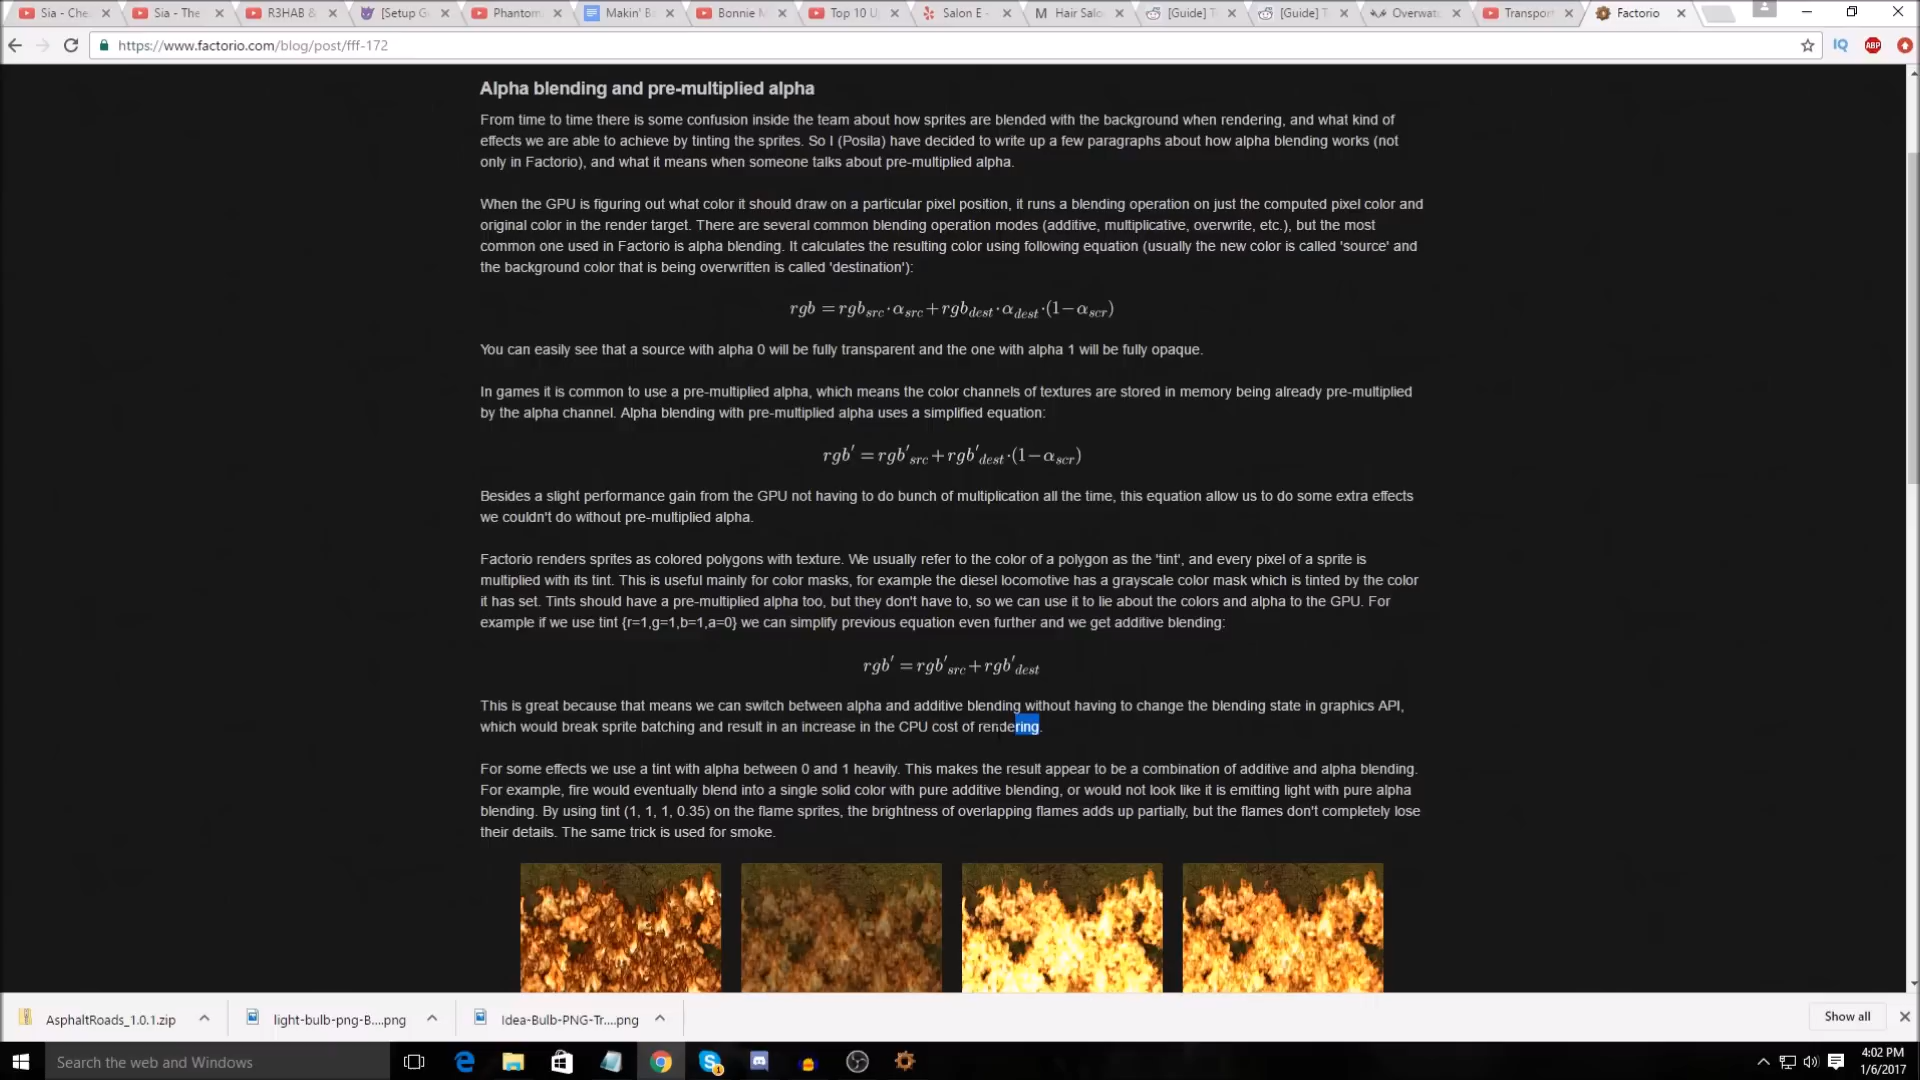 Sia - Che
Sia - The
R3HAB &
[Setup G
Phantom
Makin' B
Bonnie M
Top 10 U
Salon E -
Hair Salo
[Guide] T
[Guide] T
Overwat
Transport
Factorio
https://www.factorio.com/blog/post/fff-172
IQ
ABP
Alpha blending and pre-multiplied alpha
From time to time there is some confusion inside the team about how sprites are blended with the background when rendering, and what kind of
effects we are able to achieve by tinting the sprites. So I (Posila) have decided to write up a few paragraphs about how alpha blending works (not
only in Factorio), and what it means when someone talks about pre-multiplied alpha.
When the GPU is figuring out what color it should draw on a particular pixel position, it runs a blending operation on just the computed pixel color and
original color in the render target. There are several common blending operation modes (additive, multiplicative, overwrite, etc.), but the most
common one used in Factorio is alpha blending. It calculates the resulting color using following equation (usually the new color is called 'source' and
the background color that is being overwritten is called 'destination'):
rgb = rgb_src · α_src + rgb_dest · α_dest · (1 − α_scr)
You can easily see that a source with alpha 0 will be fully transparent and the one with alpha 1 will be fully opaque.
In games it is common to use a pre-multiplied alpha, which means the color channels of textures are stored in memory being already pre-multiplied
by the alpha channel. Alpha blending with pre-multiplied alpha uses a simplified equation:
rgb' = rgb'_src + rgb'_dest · (1 − α_scr)
Besides a slight performance gain from the GPU not having to do bunch of multiplication all the time, this equation allow us to do some extra effects
we couldn't do without pre-multiplied alpha.
Factorio renders sprites as colored polygons with texture. We usually refer to the color of a polygon as the 'tint', and every pixel of a sprite is
multiplied with its tint. This is useful mainly for color masks, for example the diesel locomotive has a grayscale color mask which is tinted by the color
it has set. Tints should have a pre-multiplied alpha too, but they don't have to, so we can use it to lie about the colors and alpha to the GPU. For
example if we use tint {r=1,g=1,b=1,a=0} we can simplify previous equation even further and we get additive blending:
rgb' = rgb'_src + rgb'_dest
This is great because that means we can switch between alpha and additive blending without having to change the blending state in graphics API,
which would break sprite batching and result in an increase in the CPU cost of rendering.
For some effects we use a tint with alpha between 0 and 1 heavily. This makes the result appear to be a combination of additive and alpha blending.
For example, fire would eventually blend into a single solid color with pure additive blending, or would not look like it is emitting light with pure alpha
blending. By using tint (1, 1, 1, 0.35) on the flame sprites, the brightness of overlapping flames adds up partially, but the flames don't completely lose
their details. The same trick is used for smoke.
AsphaltRoads_1.0.1.zip
light-bulb-png-B....png
Idea-Bulb-PNG-Tr....png
Show all
Search the web and Windows
4:02 PM
1/6/2017